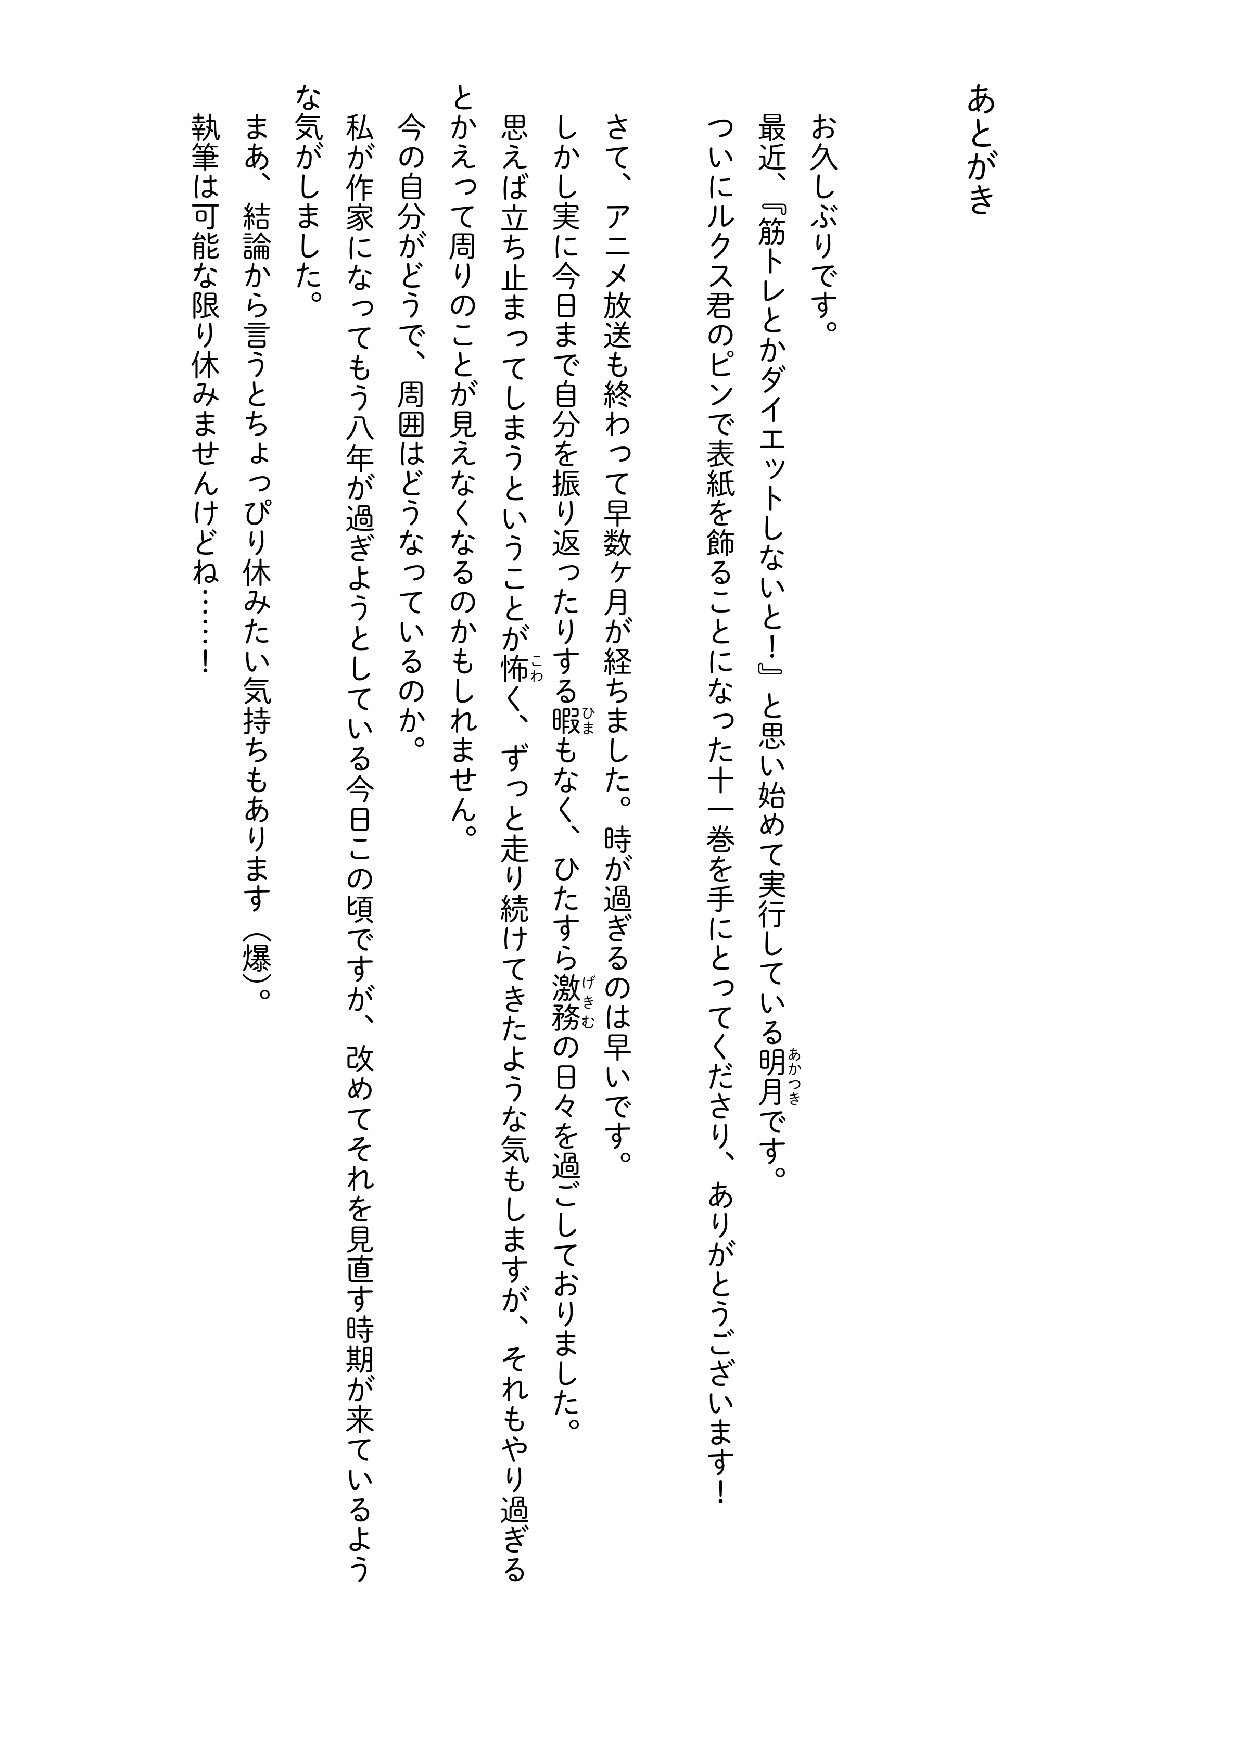 あとがき
お久しぶりです。
最近、『筋トレとかダイエットしないと！』と思い始めて実行している明月です。
ついにルクス君のピンで表紙を飾ることになった十一巻を手にとってくださり、ありがとうございます！
さて、アニメ放送も終わって早数ヶ月が経ちました。時が過ぎるのは早いです。
しかし実に今日まで自分を振り返ったりする暇もなく、ひたすら激務の日々を過ごしておりました。
思えば立ち止まってしまうということが怖く、ずっと走り続けてきたような気もしますが、それもやり過ぎる
とかえって周りのことが見えなくなるのかもしれません。
今の自分がどうで、周囲はどうなっているのか。
私が作家になってもう八年が過ぎようとしている今日この頃ですが、改めてそれを見直す時期が来ているよう
な気がしました。
まあ、結論から言うとちょっぴり休みたい気持ちもあります（爆）。
執筆は可能な限り休みませんけどね……！